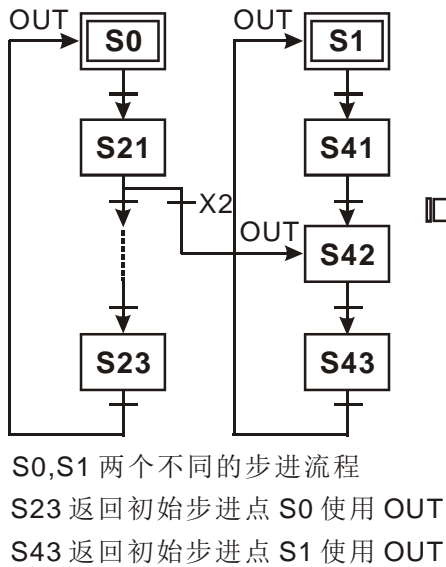 OUT OUT
S0 S1
S21 S41
X2
OUT
S42
S23 S43
S0,S1 两个不同的步进流程
S23 返回初始步进点 S0 使用 OUT
S43 返回初始步进点 S1 使用 OUT